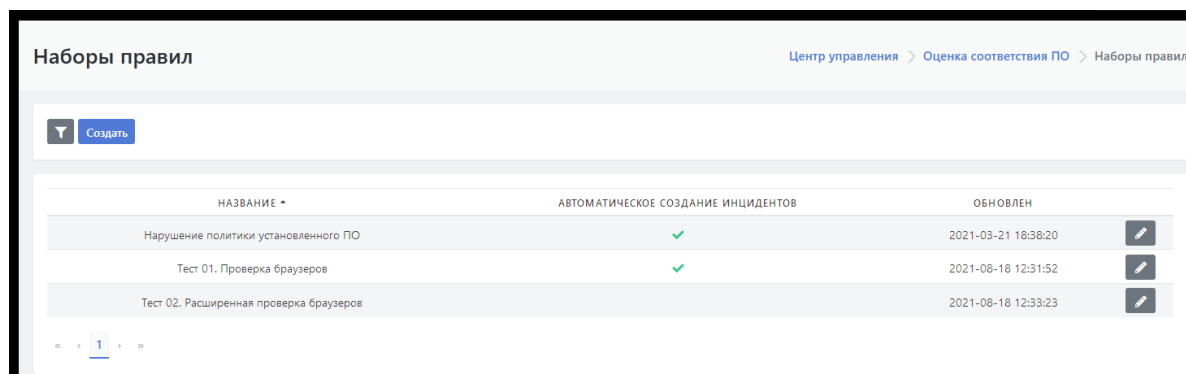 Наборы правил
Центр управления > Оценка соответствия ПО > Наборы правил
Создать
НАЗВАНИЕ АВТОМАТИЧЕСКОЕ СОЗДАНИЕ ИНЦИДЕНТОВ ОБНОВЛЕН
Нарушение политики установленного ПО 2021-03-21 18:38:20
Тест 01. Проверка браузеров 2021-08-18 12:31:52
Тест 02. Расширенная проверка браузеров 2021-08-18 12:33:23
« ‹ 1 › »